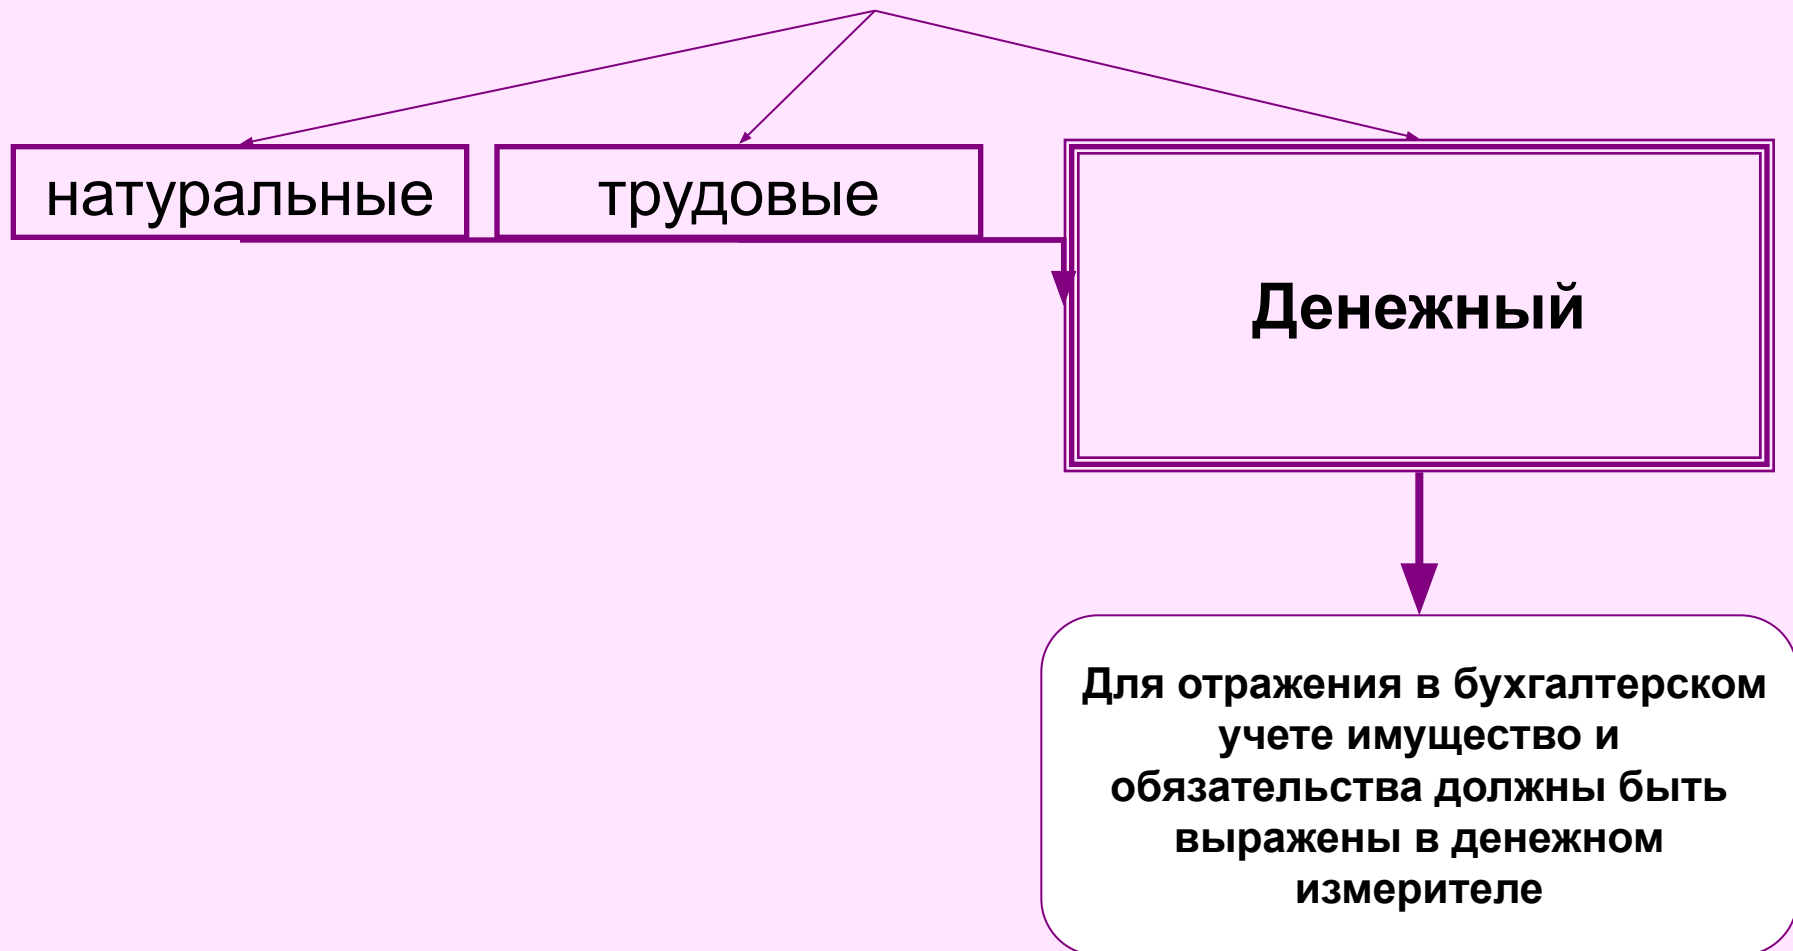 натуральные
трудовые
Денежный
Для отражения в бухгалтерском
учете имущество и
обязательства должны быть
выражены в денежном
измерителе